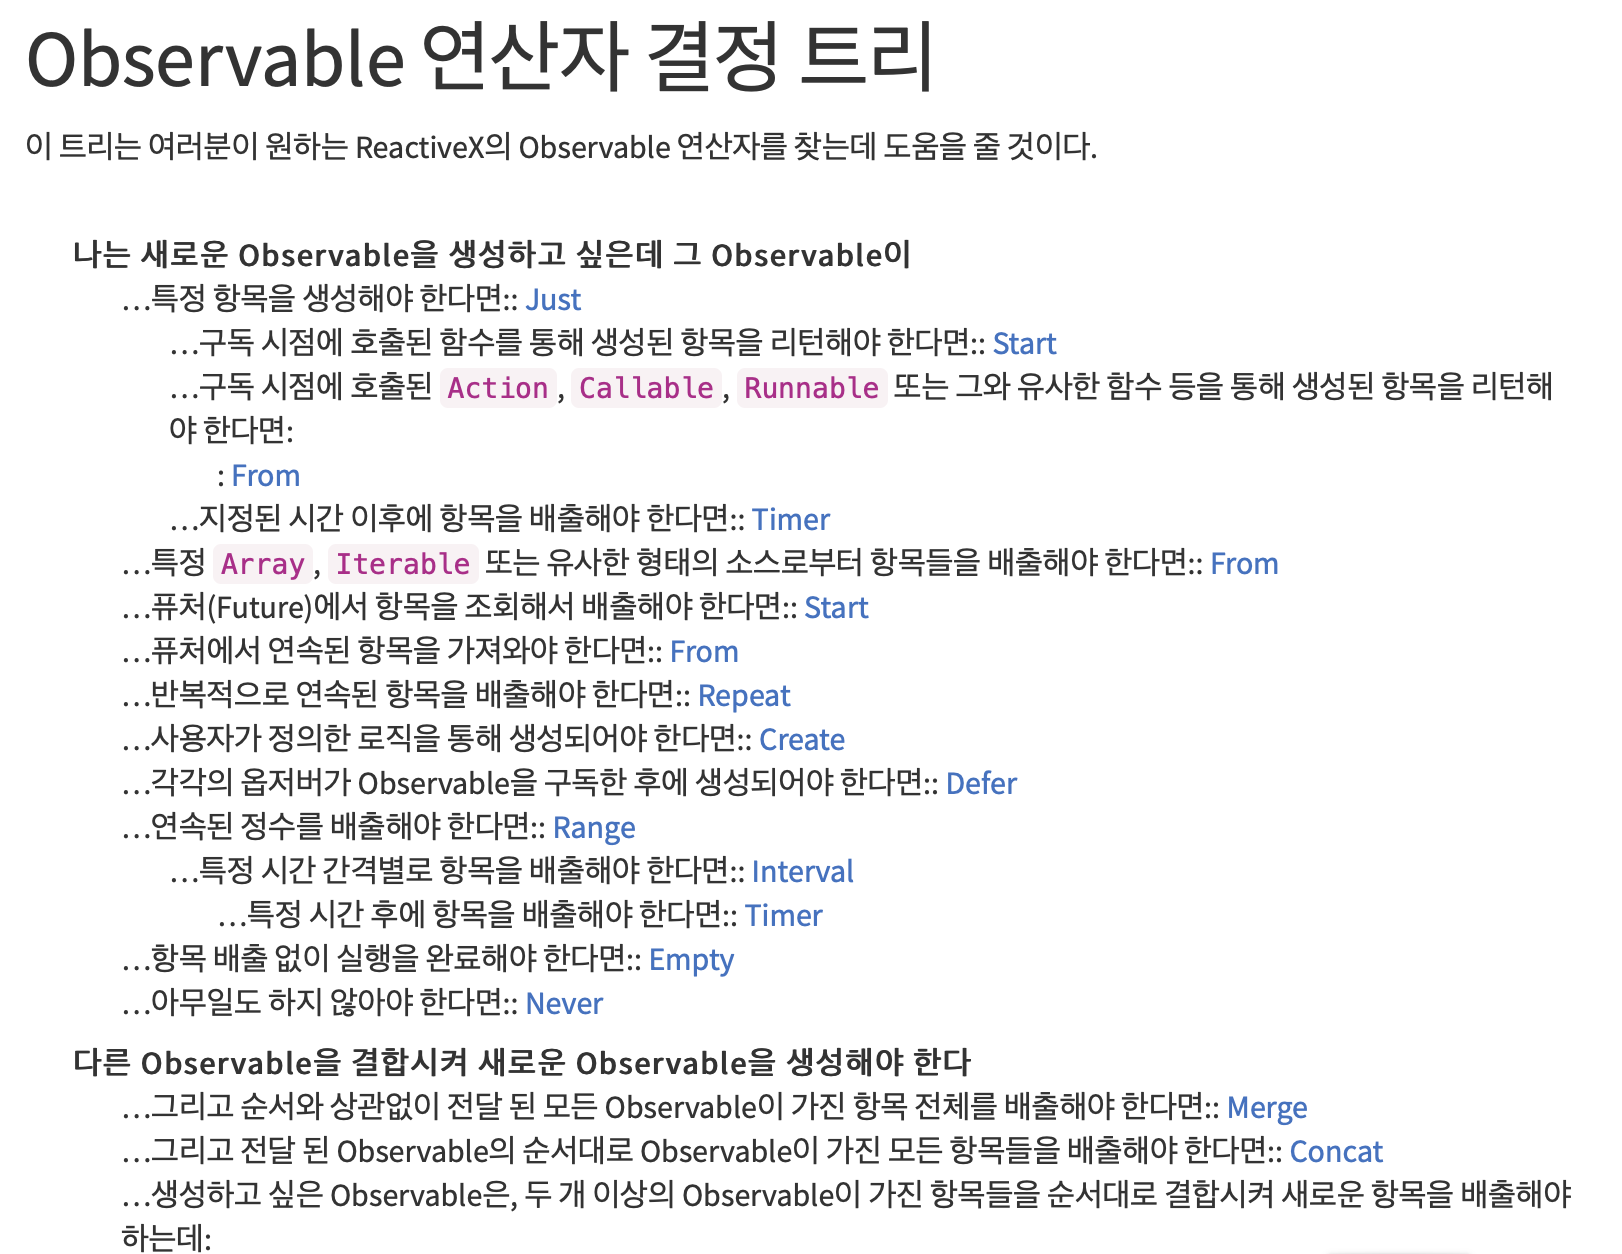 Observable 연산자 결정 트리
이 트리는 여러분이 원하는 ReactiveX의 Observable 연산자를 찾는데 도움을 줄 것이다.
나는 새로운 Observable을 생성하고 싶은데 그 Observable이
…특정 항목을 생성해야 한다면:: Just
…구독 시점에 호출된 함수를 통해 생성된 항목을 리턴해야 한다면:: Start
…구독 시점에 호출된 Action, Callable, Runnable 또는 그와 유사한 함수 등을 통해 생성된 항목을 리턴해
야 한다면:
: From
…지정된 시간 이후에 항목을 배출해야 한다면:: Timer
…특정 Array, Iterable 또는 유사한 형태의 소스로부터 항목들을 배출해야 한다면:: From
…퓨처(Future)에서 항목을 조회해서 배출해야 한다면:: Start
…퓨처에서 연속된 항목을 가져와야 한다면:: From
…반복적으로 연속된 항목을 배출해야 한다면:: Repeat
…사용자가 정의한 로직을 통해 생성되어야 한다면:: Create
…각각의 옵저버가 Observable을 구독한 후에 생성되어야 한다면:: Defer
…연속된 정수를 배출해야 한다면:: Range
…특정 시간 간격별로 항목을 배출해야 한다면:: Interval
…특정 시간 후에 항목을 배출해야 한다면:: Timer
…항목 배출 없이 실행을 완료해야 한다면:: Empty
…아무일도 하지 않아야 한다면:: Never
다른 Observable을 결합시켜 새로운 Observable을 생성해야 한다
…그리고 순서와 상관없이 전달 된 모든 Observable이 가진 항목 전체를 배출해야 한다면:: Merge
…그리고 전달 된 Observable의 순서대로 Observable이 가진 모든 항목들을 배출해야 한다면:: Concat
…생성하고 싶은 Observable은, 두 개 이상의 Observable이 가진 항목들을 순서대로 결합시켜 새로운 항목을 배출해야
하는데: